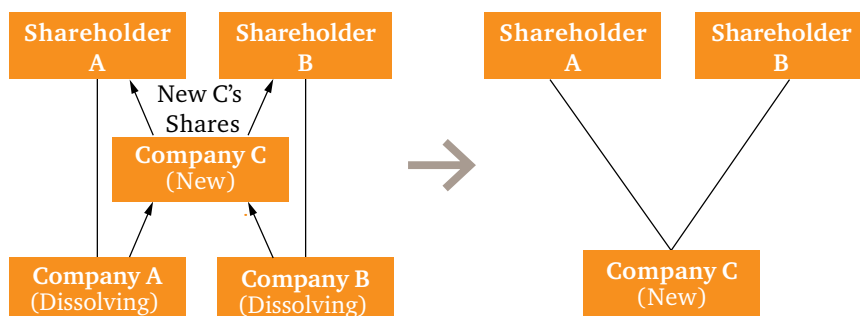 Shareholder
A
Shareholder
B
New C's
Shares
Company C
(New)
Company A
(Dissolving)
Company B
(Dissolving)
Shareholder
A
Shareholder
B
Company C
(New)